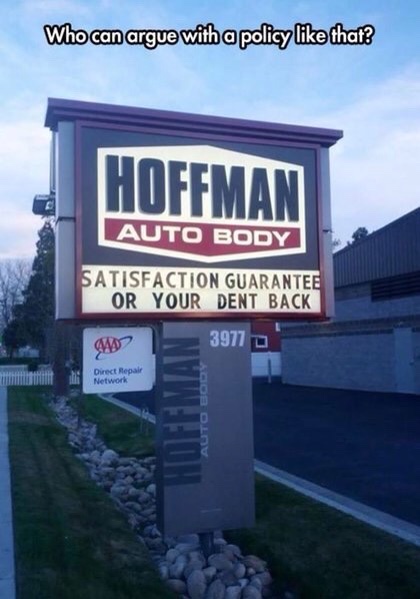 Who can argue with a policy like that?
HOFFMAN
AUTO BODY
SATISFACTION GUARANTEE
OR YOUR DENT BACK
AAA
Direct Repair
Network
3977
HOFFMAN
AUTO BODY